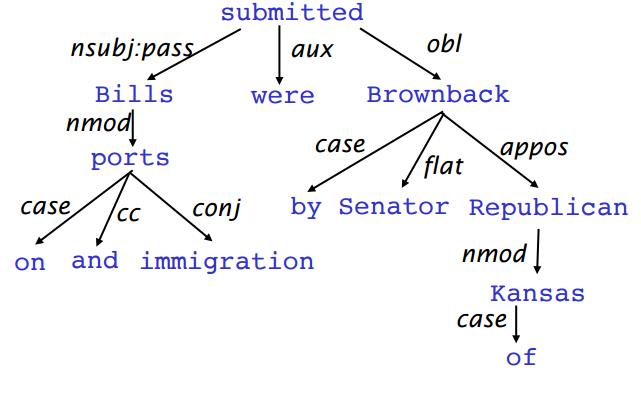 submitted
nsubj:pass aux obl
Bills were Brownback
nmod
case flat appos
ports
case cc conj
by Senator Republican
on and immigration
nmod
Kansas
case
of